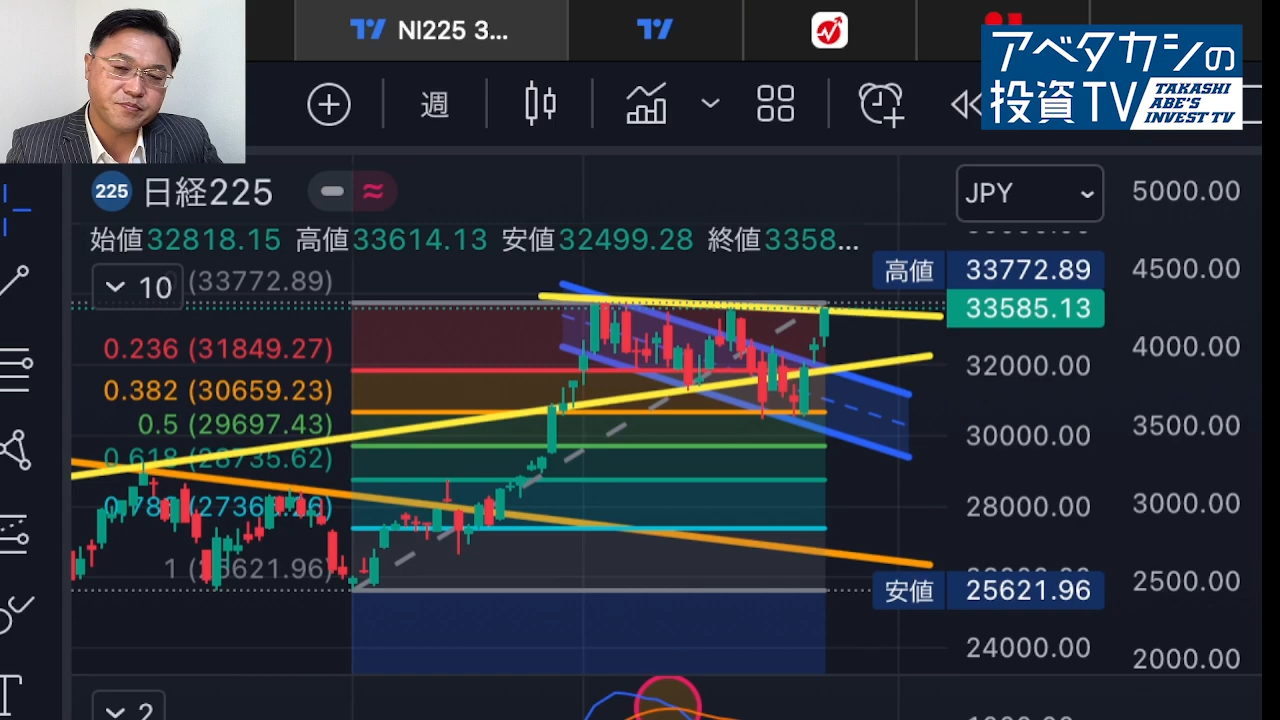 NI225 3...
アベタカシの
投資TV
TAKASHI
ABE'S
INVEST TV
週
225 日経225
JPY
始値32818.15 高値33614.13 安値32499.28 終値3358...
10
(33772.89)
0.236 (31849.27)
0.382 (30659.23)
0.5 (29697.43)
0.618 (28735.62)
1 (25621.96)
高値 33772.89
33585.13
32000.00
30000.00
28000.00
安値 25621.96
24000.00
5000.00
4500.00
4000.00
3500.00
3000.00
2500.00
2000.00
2